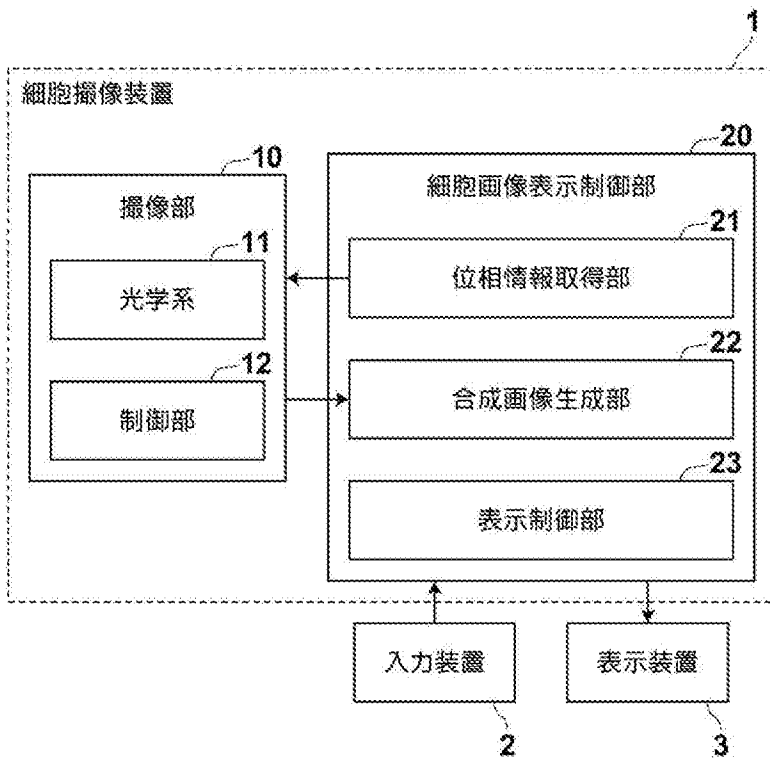 1
細胞撮像装置
10
撮像部
11
光学系
12
制御部
20
細胞画像表示制御部
21
位相情報取得部
22
合成画像生成部
23
表示制御部
入力装置
2
表示装置
3